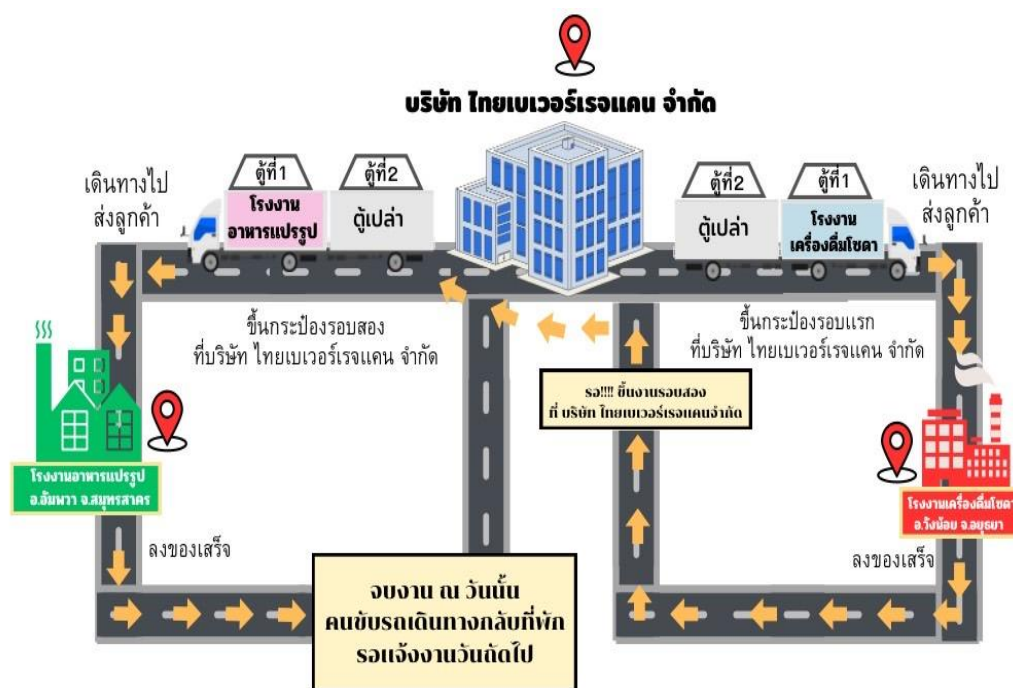 บริษัท ไทยเบเวอร์เรจแคน จำกัด
เดินทางไป
ส่งลูกค้า
ตู้ที่1
ตู้ที่2
โรงงาน
อาหารแปรรูป
ตู้เปล่า
ตู้ที่2
ตู้ที่1
ตู้เปล่า
โรงงาน
เครื่องดื่มโซดา
เดินทางไป
ส่งลูกค้า
ขึ้นกระป๋องรอบสอง
ที่บริษัท ไทยเบเวอร์เรจแคน จำกัด
ขึ้นกระป๋องรอบแรก
ที่บริษัท ไทยเบเวอร์เรจแคน จำกัด
รอ!!!! ขึ้นงานรอบสอง
ที่ บริษัท ไทยเบเวอร์เรจแคนจำกัด
โรงงานอาหารแปรรูป
อ.อัมพวา จ.สมุทรสาคร
โรงงานเครื่องดื่มโซดา
อ.วังน้อย จ.อยุธยา
ลงของเสร็จ
ลงของเสร็จ
จบงาน ณ วันนั้น
คนขับรถเดินทางกลับที่พัก
รอแจ้งงานวันถัดไป